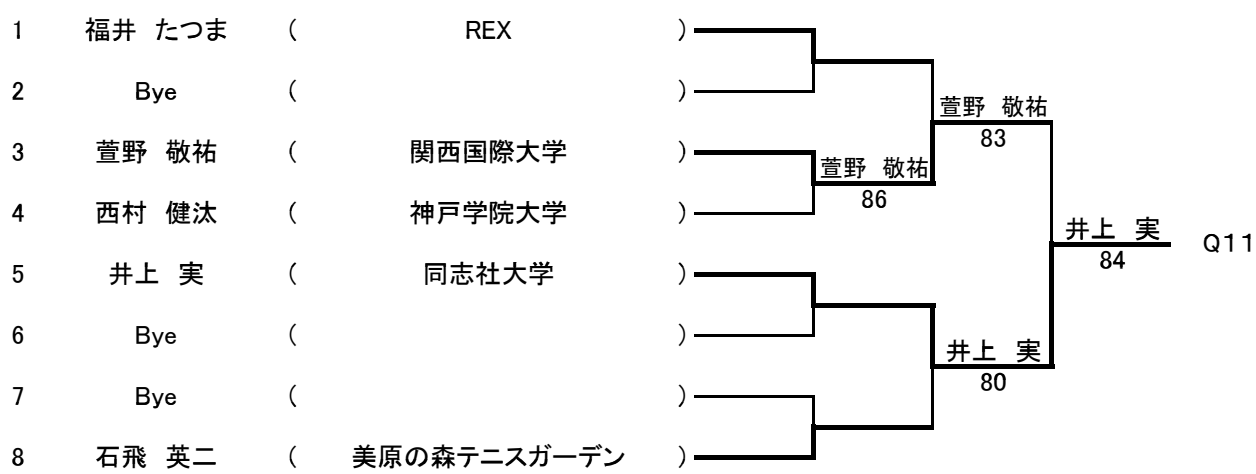 1 福井 たつま ( REX )
2 Bye ( )
萱野 敬祐
83
3 萱野 敬祐 ( 関西国際大学 )
萱野 敬祐
86
4 西村 健汰 ( 神戸学院大学 )
井上 実
84
Q11
5 井上 実 ( 同志社大学 )
6 Bye ( )
井上 実
80
7 Bye ( )
8 石飛 英二 ( 美原の森テニスガーデン )